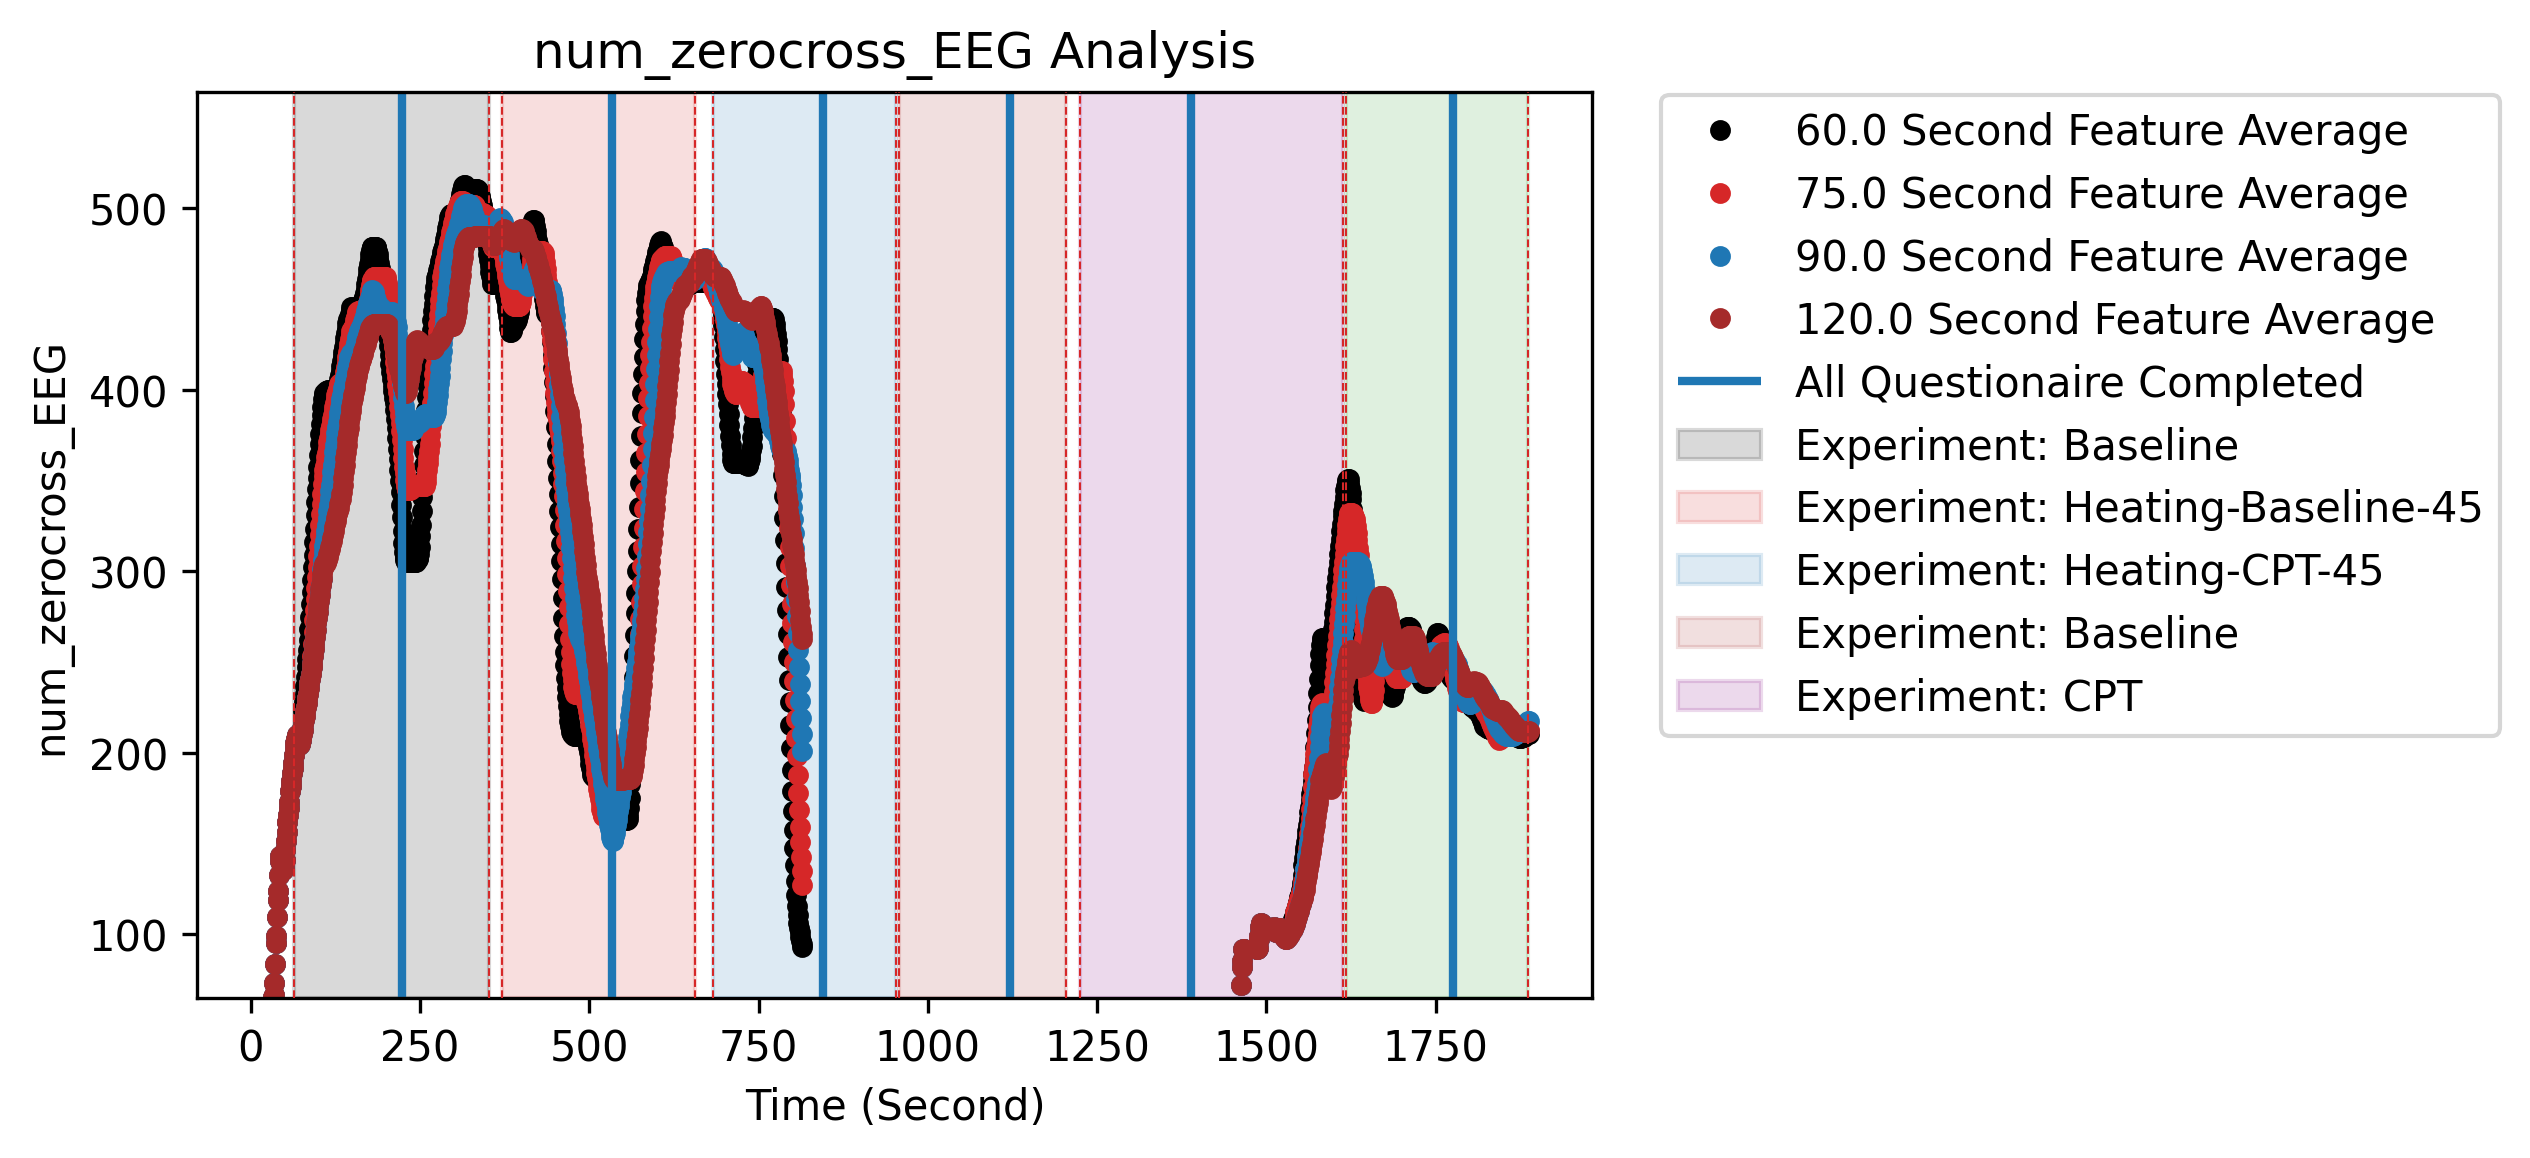 num_zerocross_EEG Analysis
num_zerocross_EEG
500
400
300
200
100
0 250 500 750 1000 1250 1500 1750
Time (Second)
60.0 Second Feature Average
75.0 Second Feature Average
90.0 Second Feature Average
120.0 Second Feature Average
All Questionaire Completed
Experiment: Baseline
Experiment: Heating-Baseline-45
Experiment: Heating-CPT-45
Experiment: Baseline
Experiment: CPT